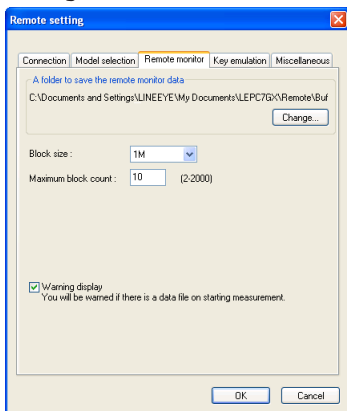 Remote setting
Connection Model selection Remote monitor Key emulation Miscellaneous
A folder to save the remote monitor data
C:\Documents and Settings\LINEEYE\My Documents\LEPC7GX\Remote\Buf
Change...
Block size : 1M
Maximum block count : 10 (2-2000)
Warning display
You will be warned if there is a data file on starting measurement.
OK Cancel